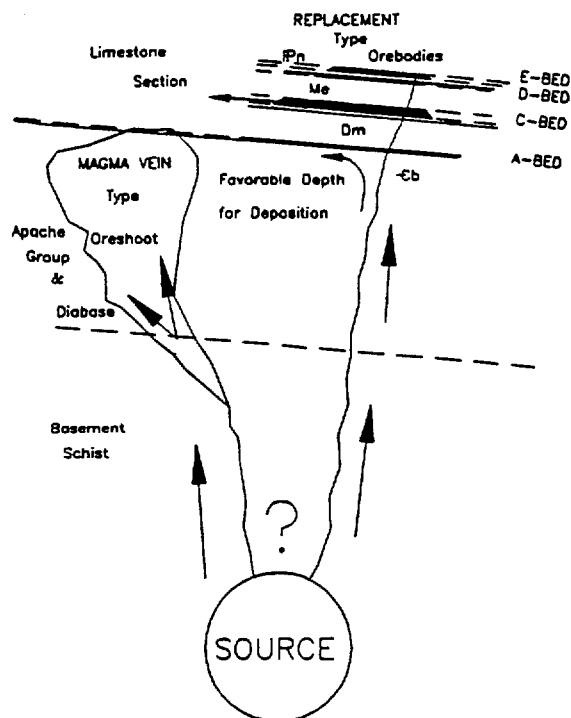 REPLACEMENT
Type
Orebodies
Limestone
Section
IPn
E-BED
D-BED
Me
C-BED
Dm
A-BED
MAGMA VEIN
Type
Oreshoot
Favorable Depth
for Deposition
-Єb
Apache
Group
&
Diabase
Basement
Schist
?
SOURCE